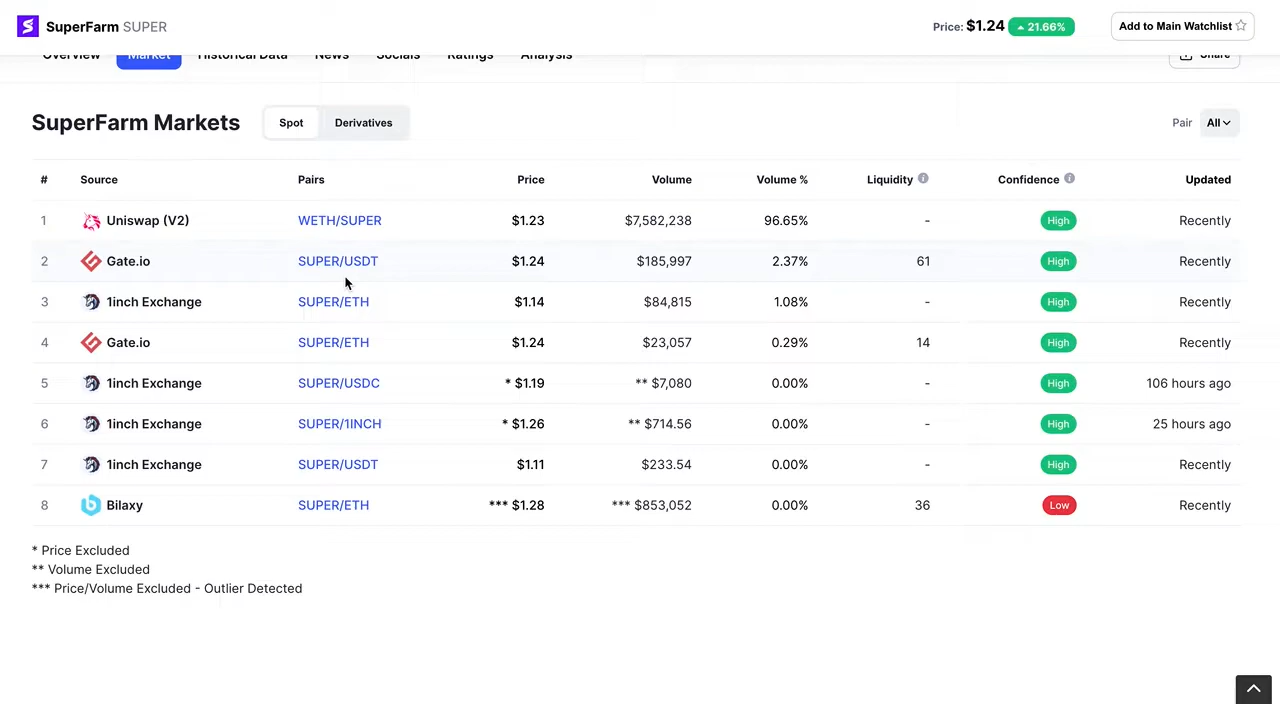 SuperFarm SUPER
Price: $1.24 21.66%
Add to Main Watchlist
Overview Market Historical Data News Socials Ratings Analysis Share
SuperFarm Markets Spot Derivatives Pair All
# Source Pairs Price Volume Volume % Liquidity Confidence Updated
1 Uniswap (V2) WETH/SUPER $1.23 $7,582,238 96.65% - High Recently
2 Gate.io SUPER/USDT $1.24 $185,997 2.37% 61 High Recently
3 1inch Exchange SUPER/ETH $1.14 $84,815 1.08% - High Recently
4 Gate.io SUPER/ETH $1.24 $23,057 0.29% 14 High Recently
5 1inch Exchange SUPER/USDC * $1.19 ** $7,080 0.00% - High 106 hours ago
6 1inch Exchange SUPER/1INCH * $1.26 ** $714.56 0.00% - High 25 hours ago
7 1inch Exchange SUPER/USDT $1.11 $233.54 0.00% - High Recently
8 Bilaxy SUPER/ETH *** $1.28 *** $853,052 0.00% 36 Low Recently
* Price Excluded
** Volume Excluded
*** Price/Volume Excluded - Outlier Detected